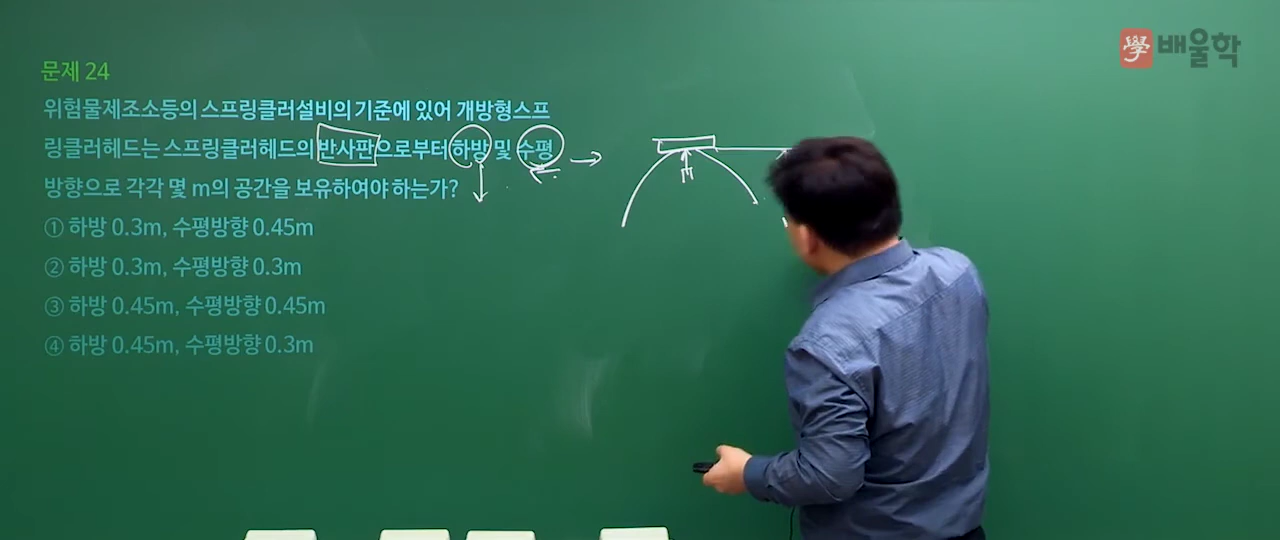 學 배울학
문제 24
위험물제조소등의 스프링클러설비의 기준에 있어 개방형스프
링클러헤드는 스프링클러헤드의 반사판으로부터 하방 및 수평
방향으로 각각 몇 m의 공간을 보유하여야 하는가?
① 하방 0.3m, 수평방향 0.45m
② 하방 0.3m, 수평방향 0.3m
③ 하방 0.45m, 수평방향 0.45m
④ 하방 0.45m, 수평방향 0.3m